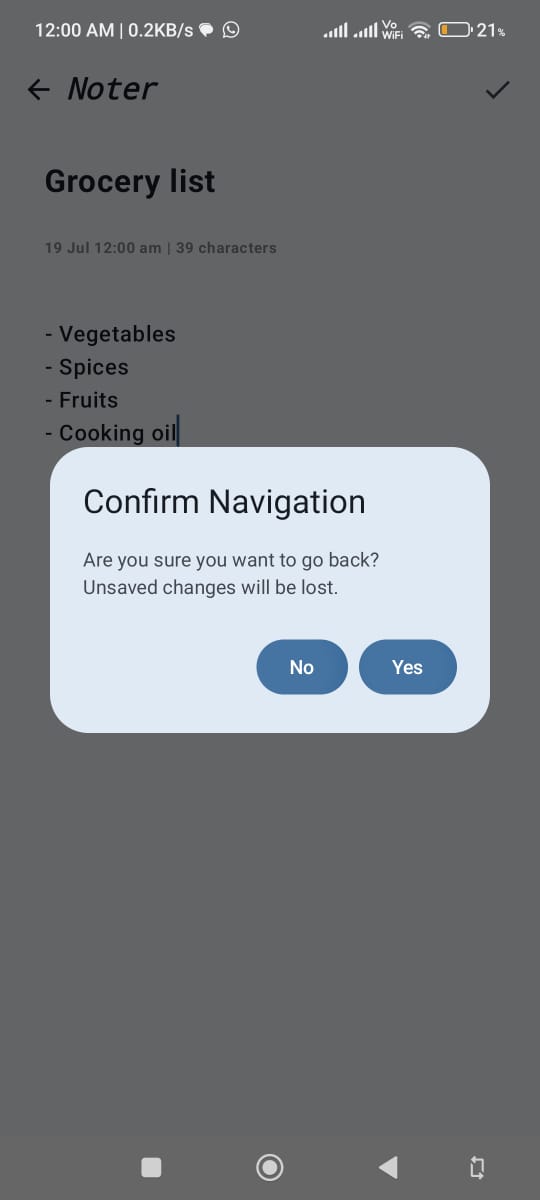 12:00 AM | 0.2KB/s Vo WiFi 21%
Noter
Grocery list
19 Jul 12:00 am | 39 characters
- Vegetables
- Spices
- Fruits
- Cooking oil
Confirm Navigation
Are you sure you want to go back?
Unsaved changes will be lost.
No Yes